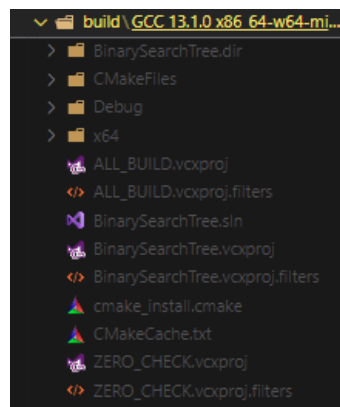 build\GCC 13.1.0 x86_64-w64-mi...
BinarySearchTree.dir
CMakeFiles
Debug
x64
ALL_BUILD.vcxproj
ALL_BUILD.vcxproj.filters
BinarySearchTree.sln
BinarySearchTree.vcxproj
BinarySearchTree.vcxproj.filters
cmake_install.cmake
CMakeCache.txt
ZERO_CHECK.vcxproj
ZERO_CHECK.vcxproj.filters